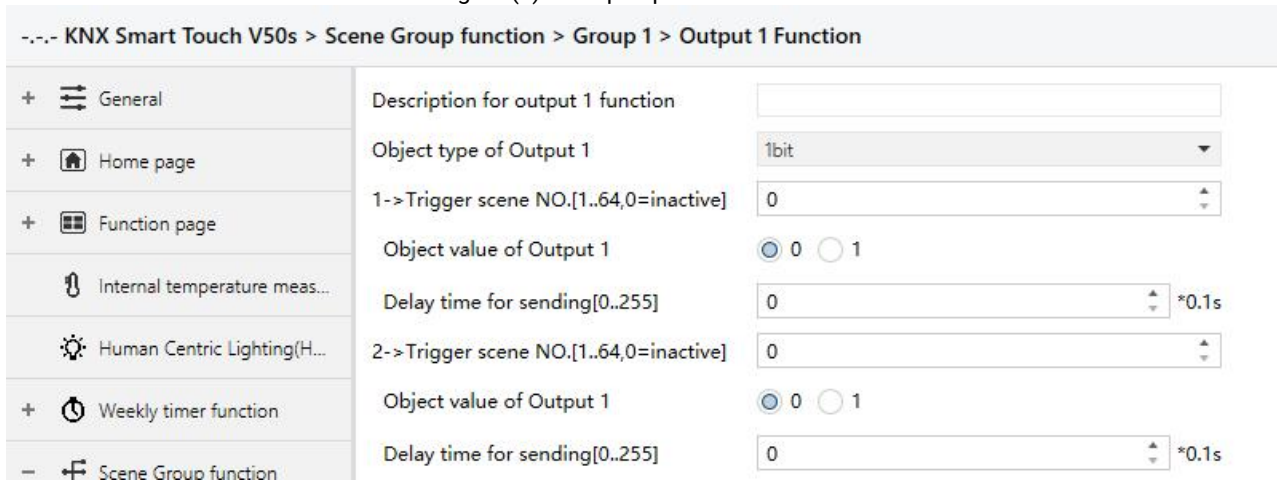 -.-.- KNX Smart Touch V50s > Scene Group function > Group 1 > Output 1 Function
+ General
+ Home page
+ Function page
Internal temperature meas...
Human Centric Lighting(H...
+ Weekly timer function
- Scene Group function
Description for output 1 function
Object type of Output 1 1bit
1->Trigger scene NO.[1..64,0=inactive] 0
Object value of Output 1 0 1
Delay time for sending[0..255] 0 *0.1s
2->Trigger scene NO.[1..64,0=inactive] 0
Object value of Output 1 0 1
Delay time for sending[0..255] 0 *0.1s